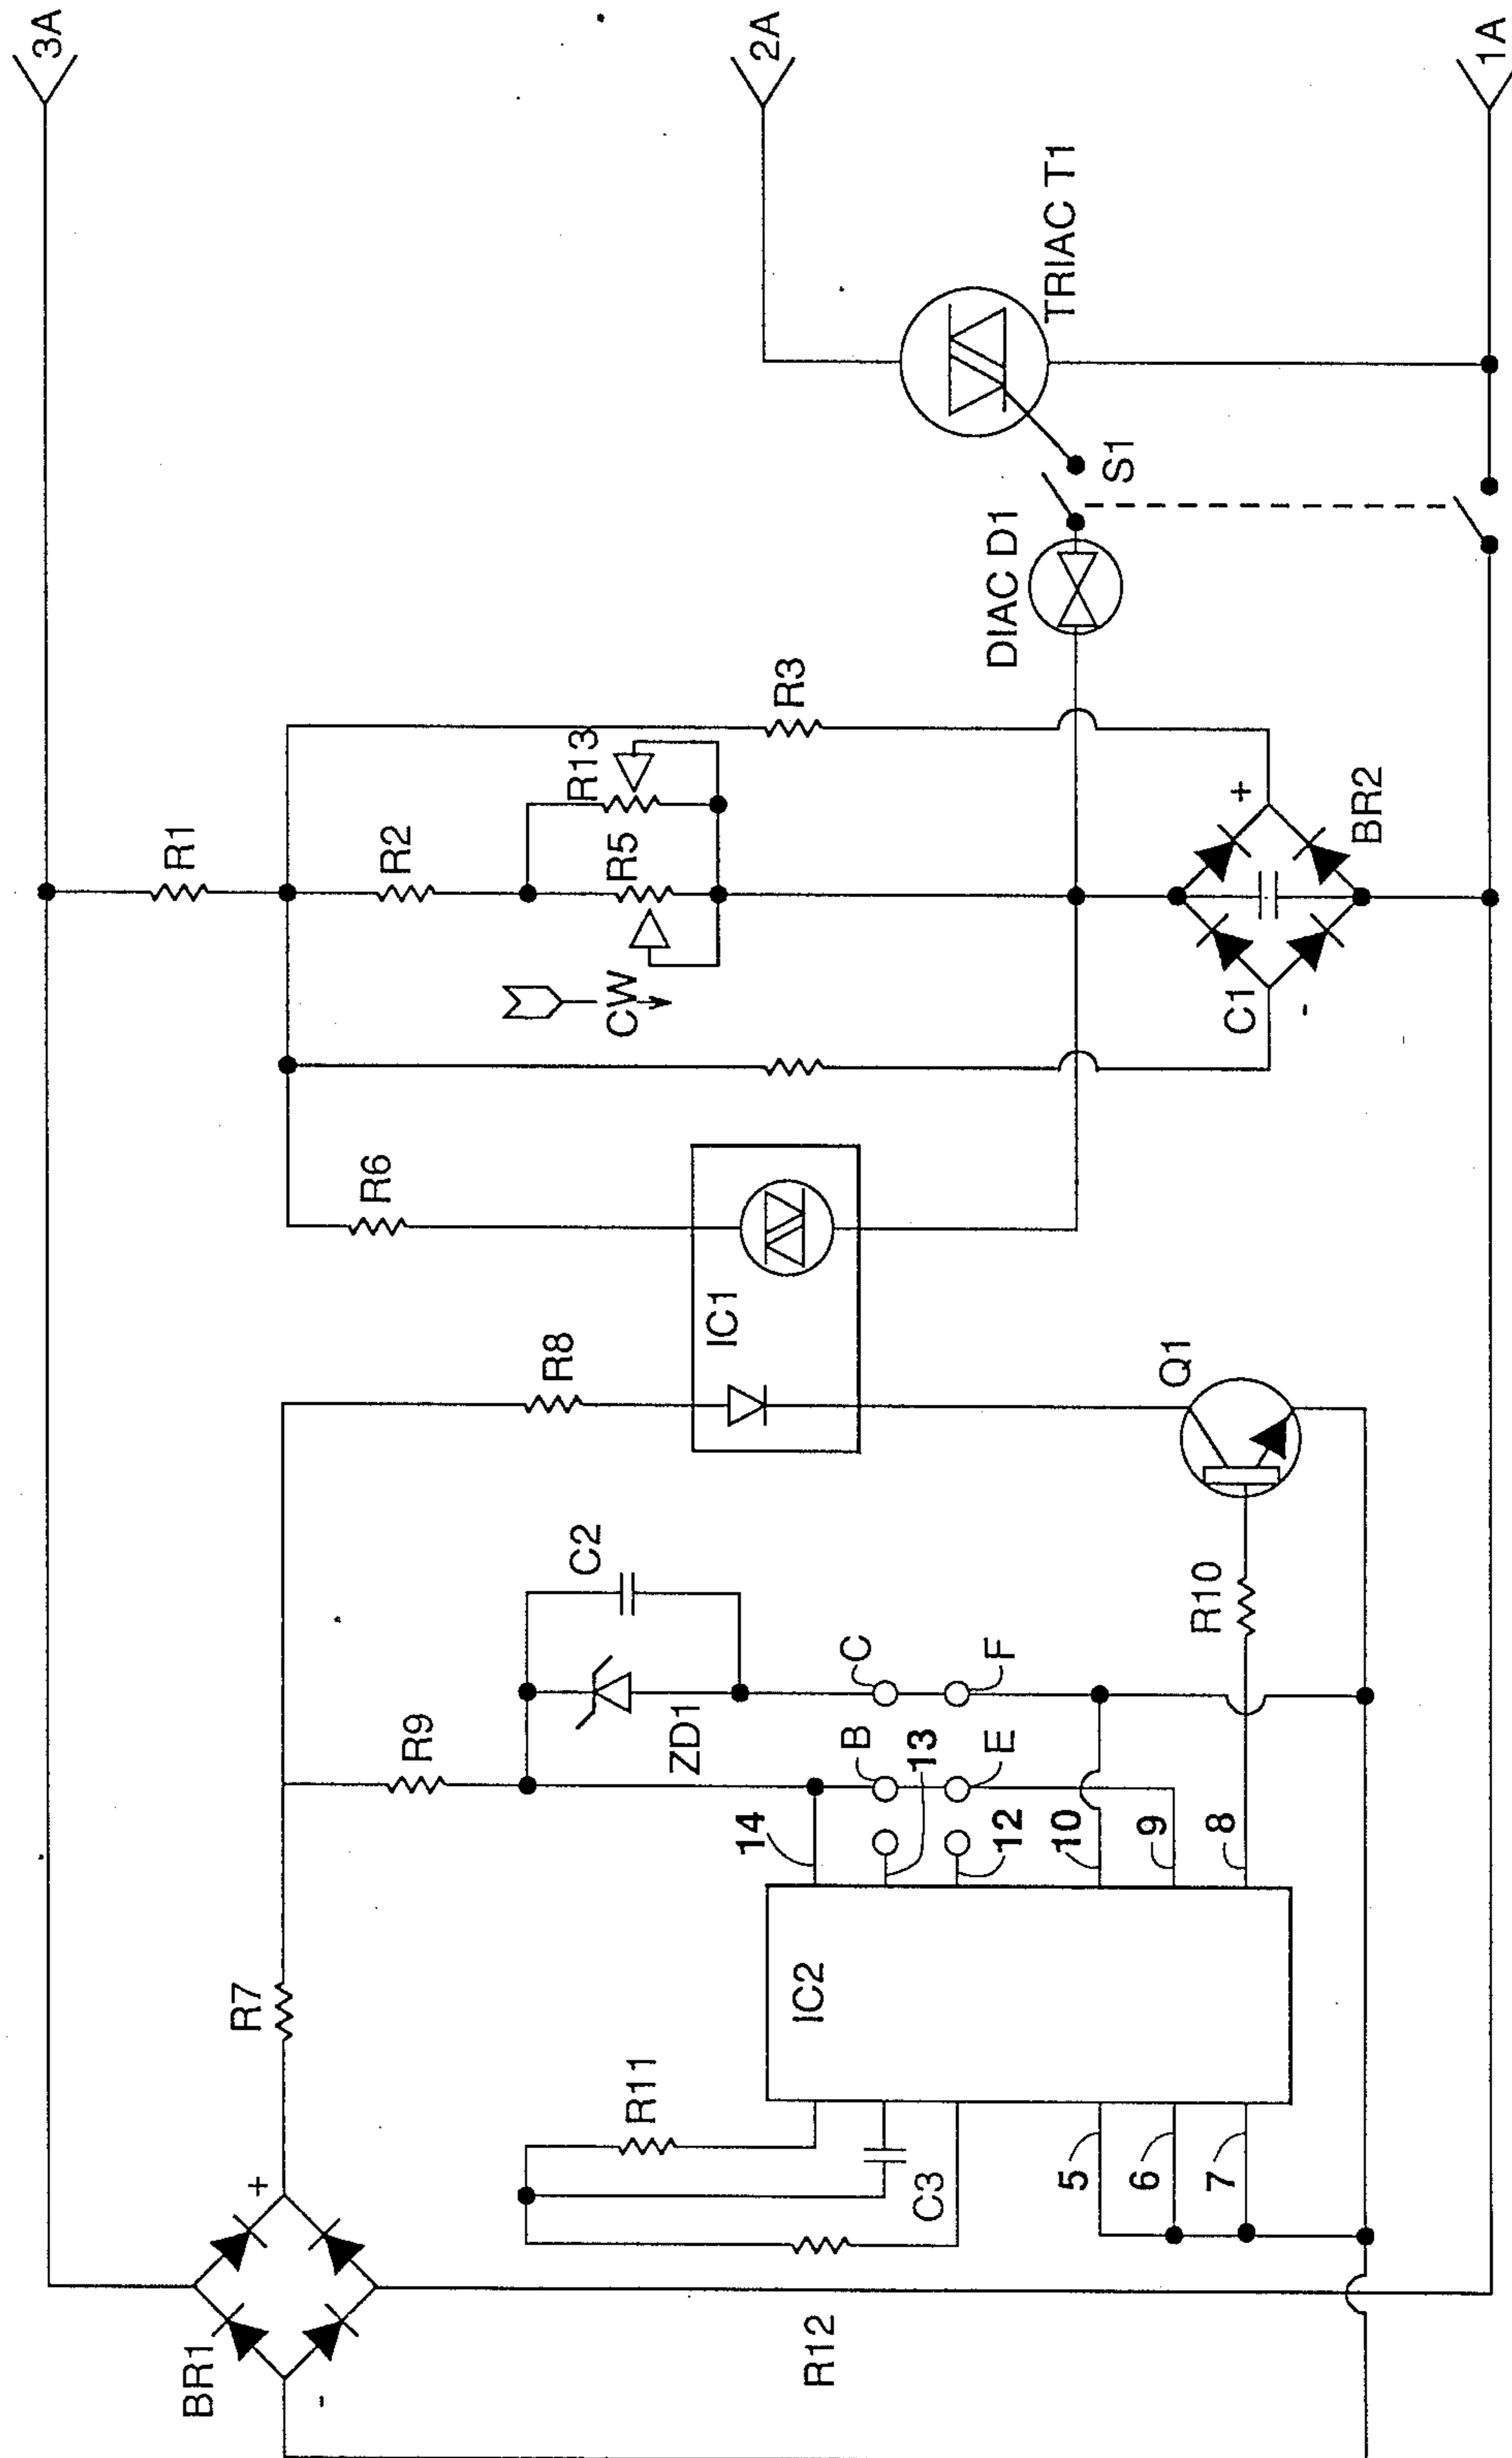 3A
2A
1A
TRIAC T1
S1
DIAC D1
R3
R13
R1
R2
R5
CW
+
BR2
C1
-
R6
IC1
R8
Q1
C2
R10
ZD1
C
F
R9
B
13
E
14
12
10
9
8
IC2
R7
R11
C3
5
6
7
+
BR1
-
R12